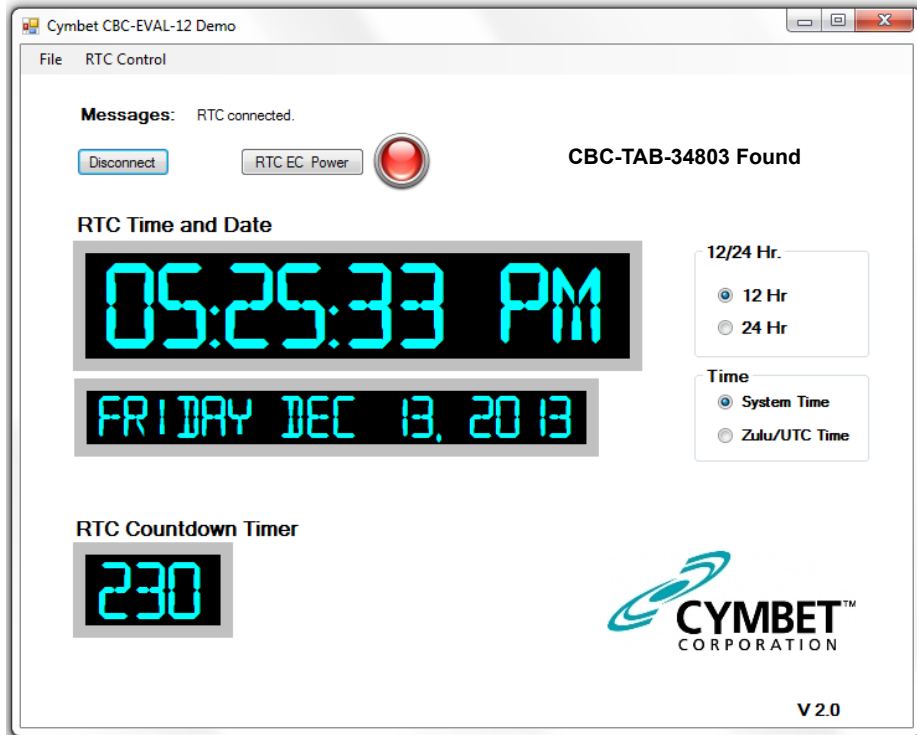 Cymbet CBC-EVAL-12 Demo
File RTC Control
Messages: RTC connected.
Disconnect RTC EC Power CBC-TAB-34803 Found
RTC Time and Date
05:25:33 PM
12/24 Hr.
12 Hr
24 Hr
FRIDAY DEC 13, 2013
Time
System Time
Zulu/UTC Time
RTC Countdown Timer
230
CYMBET™
CORPORATION
V 2.0